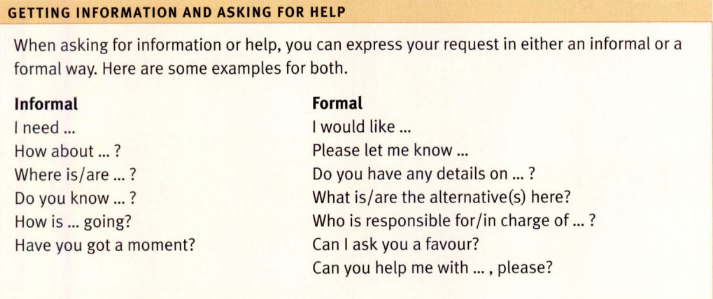 GETTING INFORMATION AND ASKING FOR HELP
When asking for information or help, you can express your request in either an informal or a
formal way. Here are some examples for both.
Informal
I need ...
How about ... ?
Where is/are ... ?
Do you know ... ?
How is ... going?
Have you got a moment?
Formal
I would like ...
Please let me know ...
Do you have any details on ... ?
What is/are the alternative(s) here?
Who is responsible for/in charge of ... ?
Can I ask you a favour?
Can you help me with ... , please?